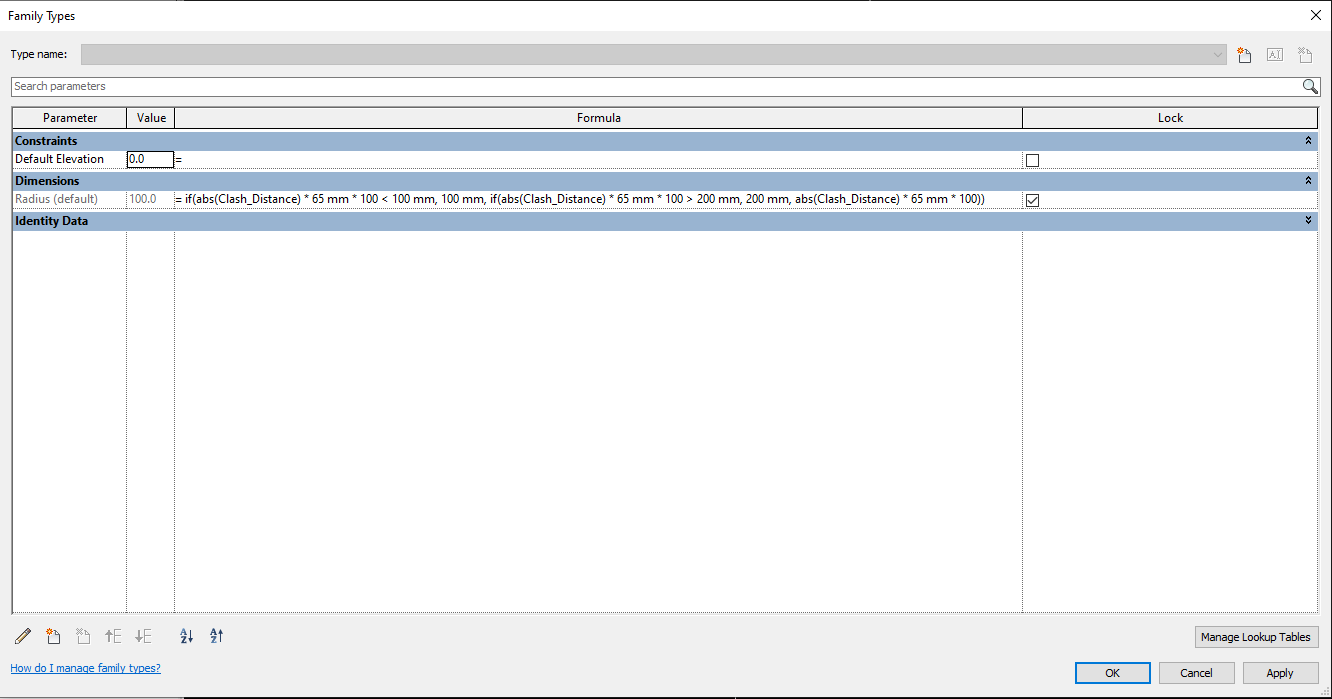 Family Types
Type name:
Search parameters
Parameter Value Formula Lock
Constraints
Default Elevation 0.0 =
Dimensions
Radius (default) 100.0 = if(abs(Clash_Distance) * 65 mm * 100 < 100 mm, 100 mm, if(abs(Clash_Distance) * 65 mm * 100 > 200 mm, 200 mm, abs(Clash_Distance) * 65 mm * 100))
Identity Data
Manage Lookup Tables
How do I manage family types?
OK Cancel Apply